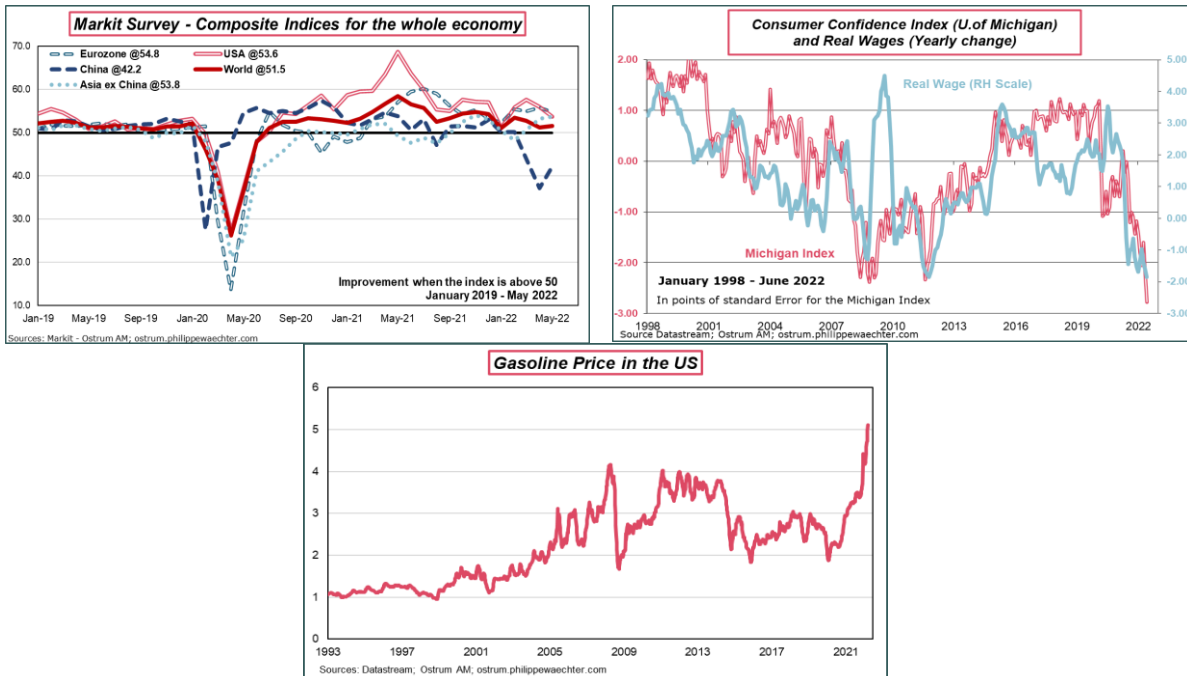 Markit Survey - Composite Indices for the whole economy
70.0
60.0
50.0
40.0
30.0
20.0
10.0
Eurozone @54.8
USA @53.6
China @42.2
World @51.5
Asia ex China @53.8
Improvement when the index is above 50
January 2019 - May 2022
Jan-19 May-19 Sep-19 Jan-20 May-20 Sep-20 Jan-21 May-21 Sep-21 Jan-22 May-22
Sources: Markit - Ostrum AM; ostrum.philippewaechter.com
Consumer Confidence Index (U.of Michigan)
and Real Wages (Yearly change)
2.00
1.00
0.00
-1.00
-2.00
-3.00
5.00
4.00
3.00
2.00
1.00
0.00
-1.00
-2.00
-3.00
Real Wage (RH Scale)
Michigan Index
January 1998 - June 2022
In points of standard Error for the Michigan Index
1998 2001 2004 2007 2010 2013 2016 2019 2022
Source Datastream; Ostrum AM; ostrum.philippewaechter.com
Gasoline Price in the US
6
5
4
3
2
1
0
1993 1997 2001 2005 2009 2013 2017 2021
Sources: Datastream; Ostrum AM; ostrum.philippewaechter.com